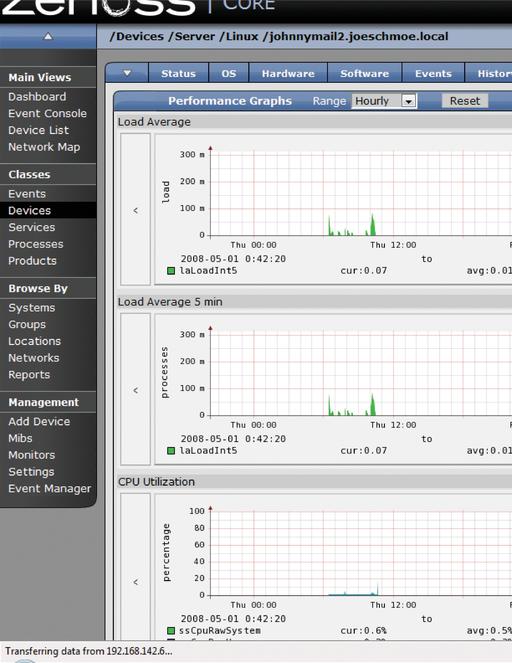 Zenoss | CORE
/Devices /Server /Linux /johnnymail2.joeschmoe.local
Main Views
Dashboard
Event Console
Device List
Network Map
Classes
Events
Devices
Services
Processes
Products
Browse By
Systems
Groups
Locations
Networks
Reports
Management
Add Device
Mibs
Monitors
Settings
Event Manager
Status OS Hardware Software Events Histor
Performance Graphs Range Hourly Reset
Load Average
<
load
300 m
200 m
100 m
0
Thu 00:00 Thu 12:00 F
2008-05-01 0:42:20 to
laLoadInt5 cur:0.07 avg:0.01
Load Average 5 min
<
processes
300 m
200 m
100 m
0
Thu 00:00 Thu 12:00 F
2008-05-01 0:42:20 to
laLoadInt5 cur:0.07 avg:0.01
CPU Utilization
<
percentage
100
80
60
40
20
0
Thu 00:00 Thu 12:00 F
2008-05-01 0:42:20 to
ssCpuRawSystem cur:0.6% avg:0.5%
Transferring data from 192.168.142.6...